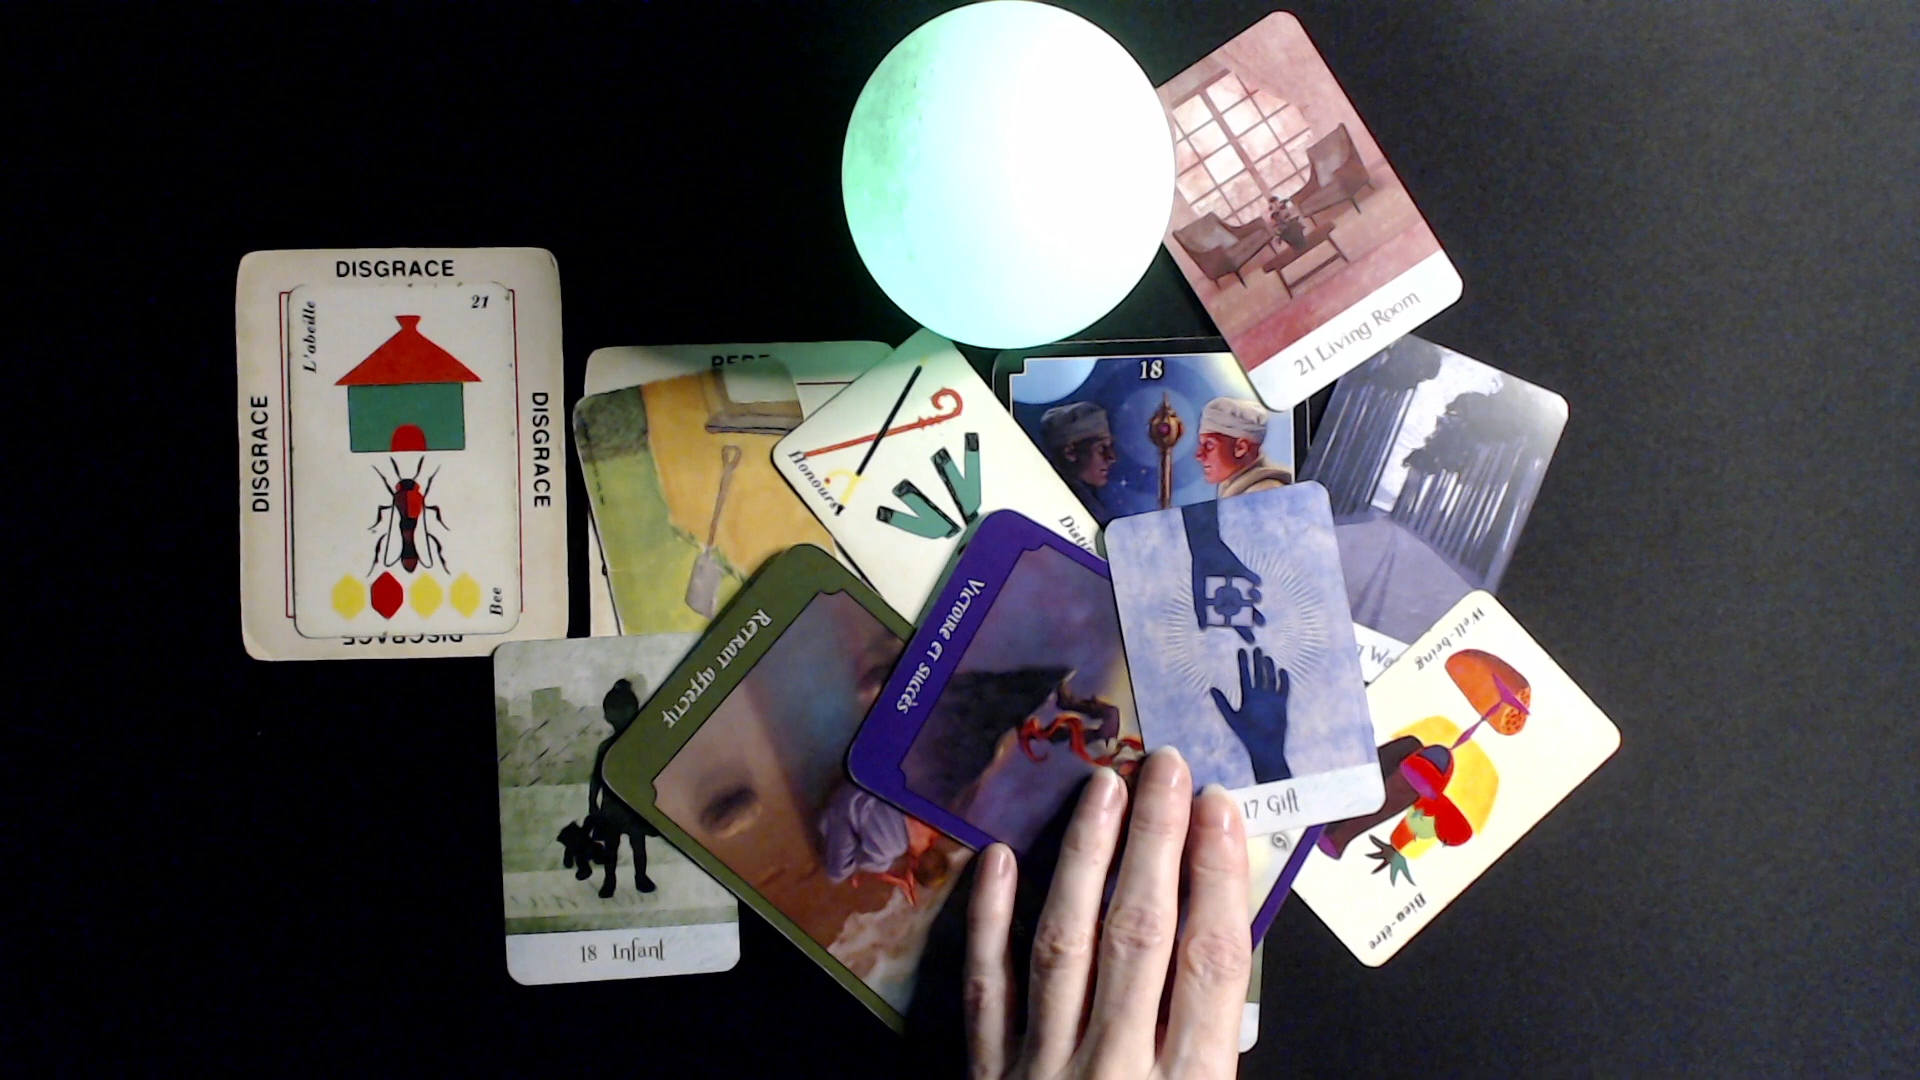 DISGRACE
L'abeille
21
DISGRACE
DISGRACE
Bee
DISGRACE
Honours
18
21 Living Room
Well-being
Bien-être
Retrait affectif
Victoire et succès
17 Gift
18 Infant